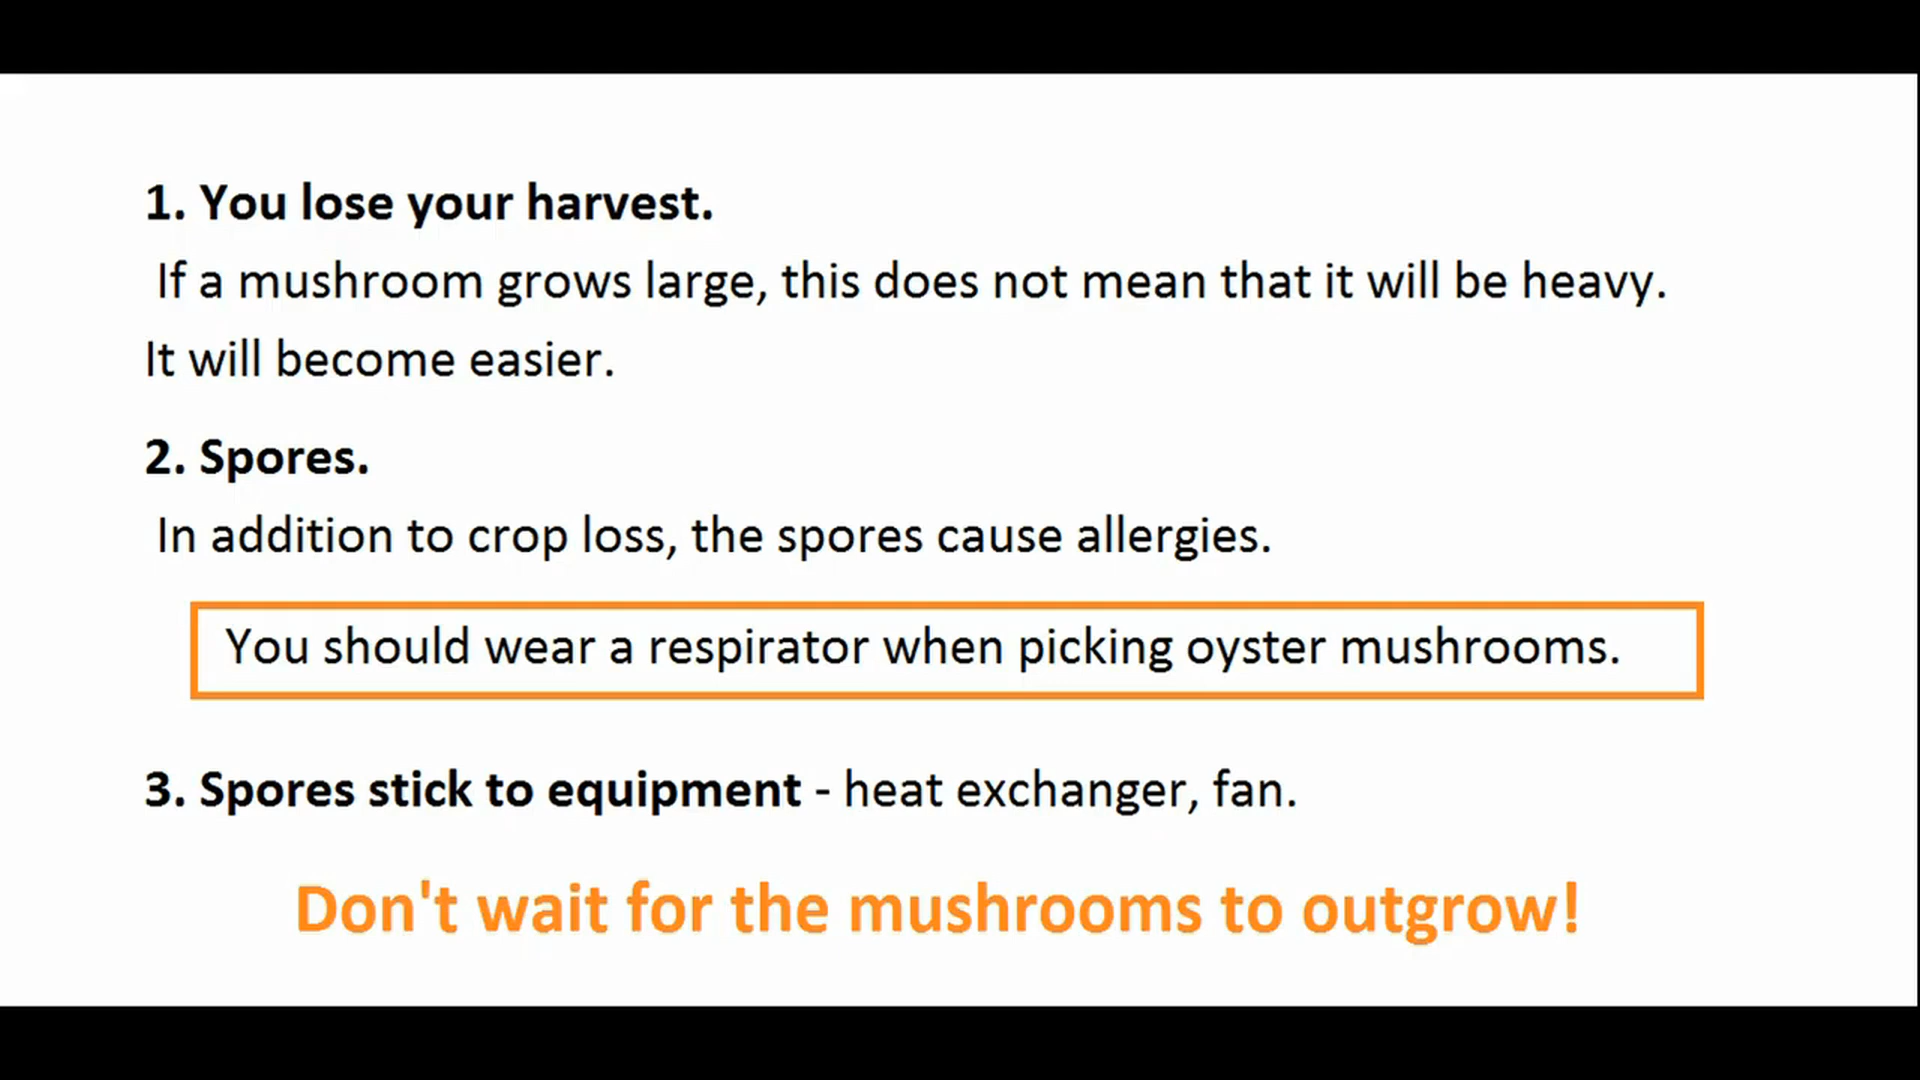 1. You lose your harvest.
If a mushroom grows large, this does not mean that it will be heavy.
It will become easier.
2. Spores.
In addition to crop loss, the spores cause allergies.
You should wear a respirator when picking oyster mushrooms.
3. Spores stick to equipment - heat exchanger, fan.
Don't wait for the mushrooms to outgrow!